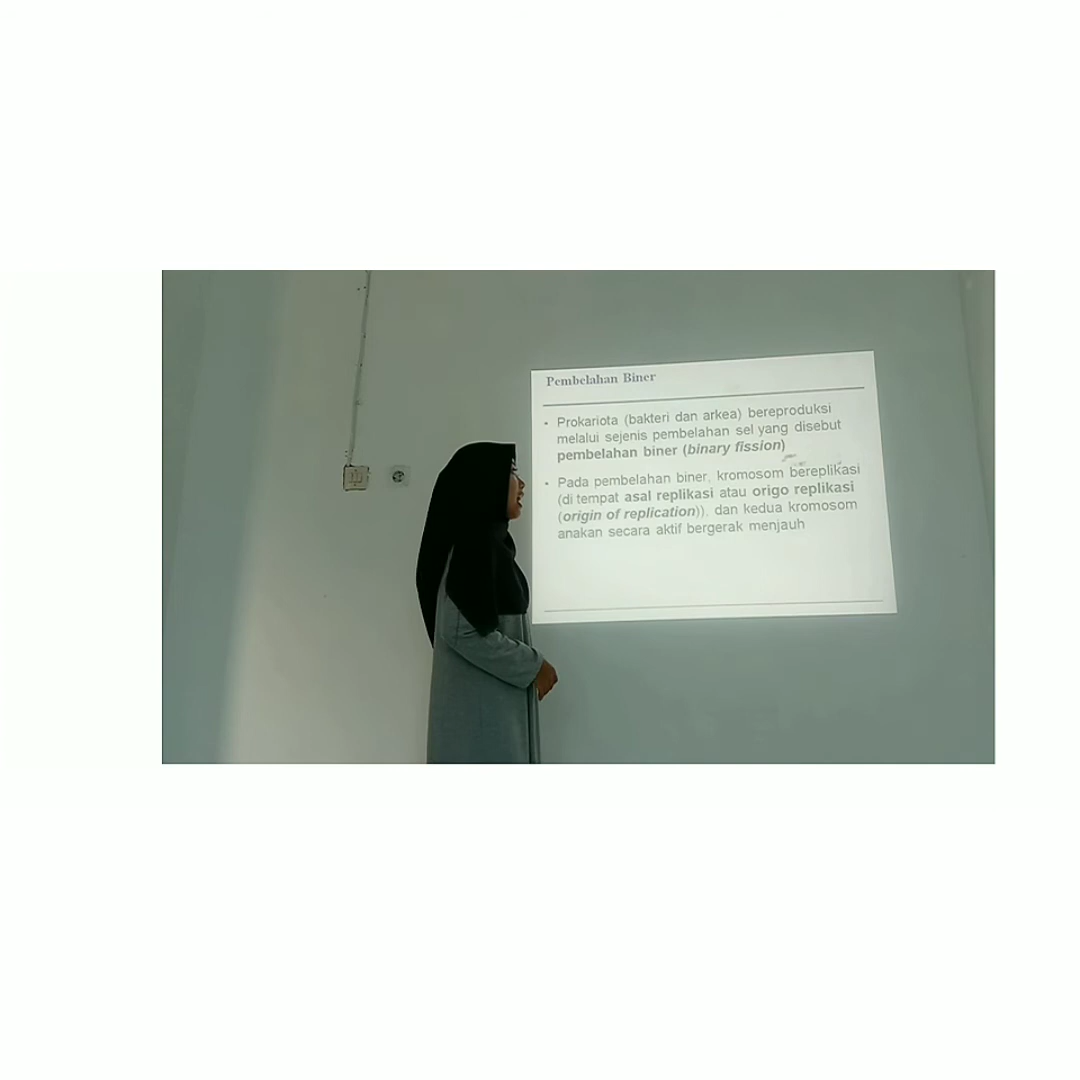 Pembelahan Biner
• Prokariota (bakteri dan arkea) bereproduksi
melalui sejenis pembelahan sel yang disebut
pembelahan biner (binary fission)
• Pada pembelahan biner, kromosom bereplikasi
(di tempat asal replikasi atau origo replikasi
(origin of replication)), dan kedua kromosom
anakan secara aktif bergerak menjauh